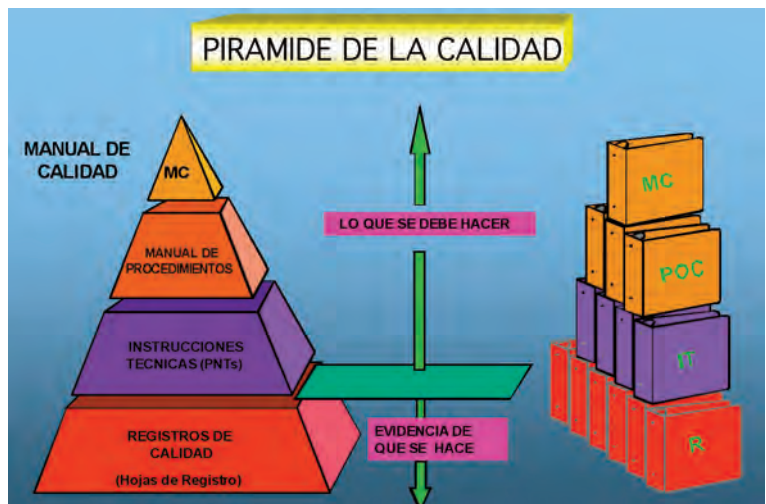 PIRAMIDE DE LA CALIDAD
MANUAL DE
CALIDAD
MC
MANUAL DE
PROCEDIMIENTOS
INSTRUCCIONES
TECNICAS (PNTs)
REGISTROS DE
CALIDAD
(Hojas de Registro)
LO QUE SE DEBE HACER
EVIDENCIA DE
QUE SE HACE
MC
POC
IT
R